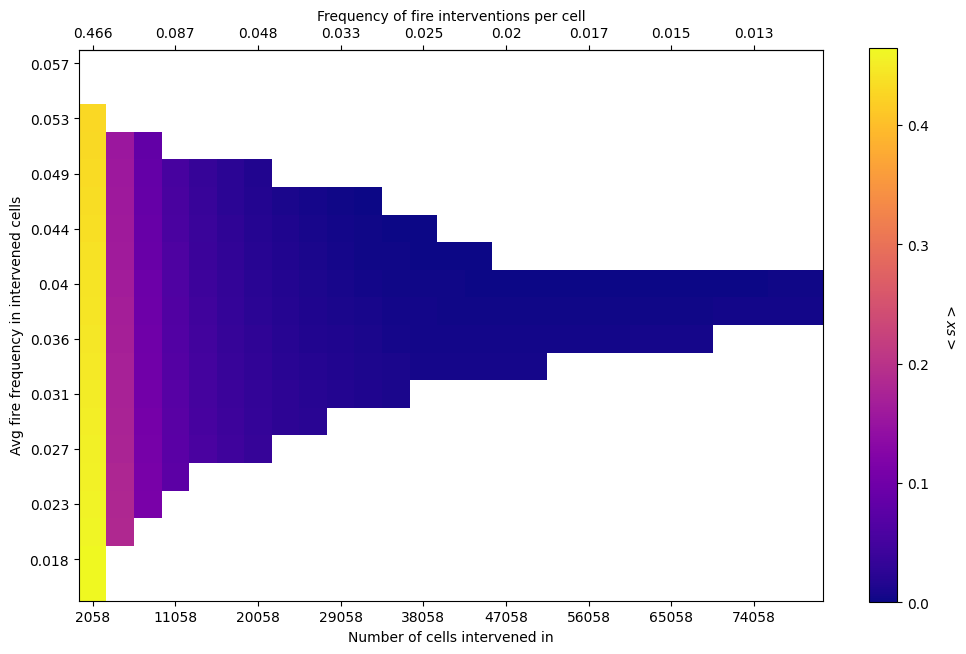 Frequency of fire interventions per cell
0.466 0.087 0.048 0.033 0.025 0.02 0.017 0.015 0.013
Avg fire frequency in intervened cells
0.057
0.053
0.049
0.044
0.04
0.036
0.031
0.027
0.023
0.018
2058 11058 20058 29058 38058 47058 56058 65058 74058
Number of cells intervened in
0.4
0.3
0.2
0.1
0.0
< sx >